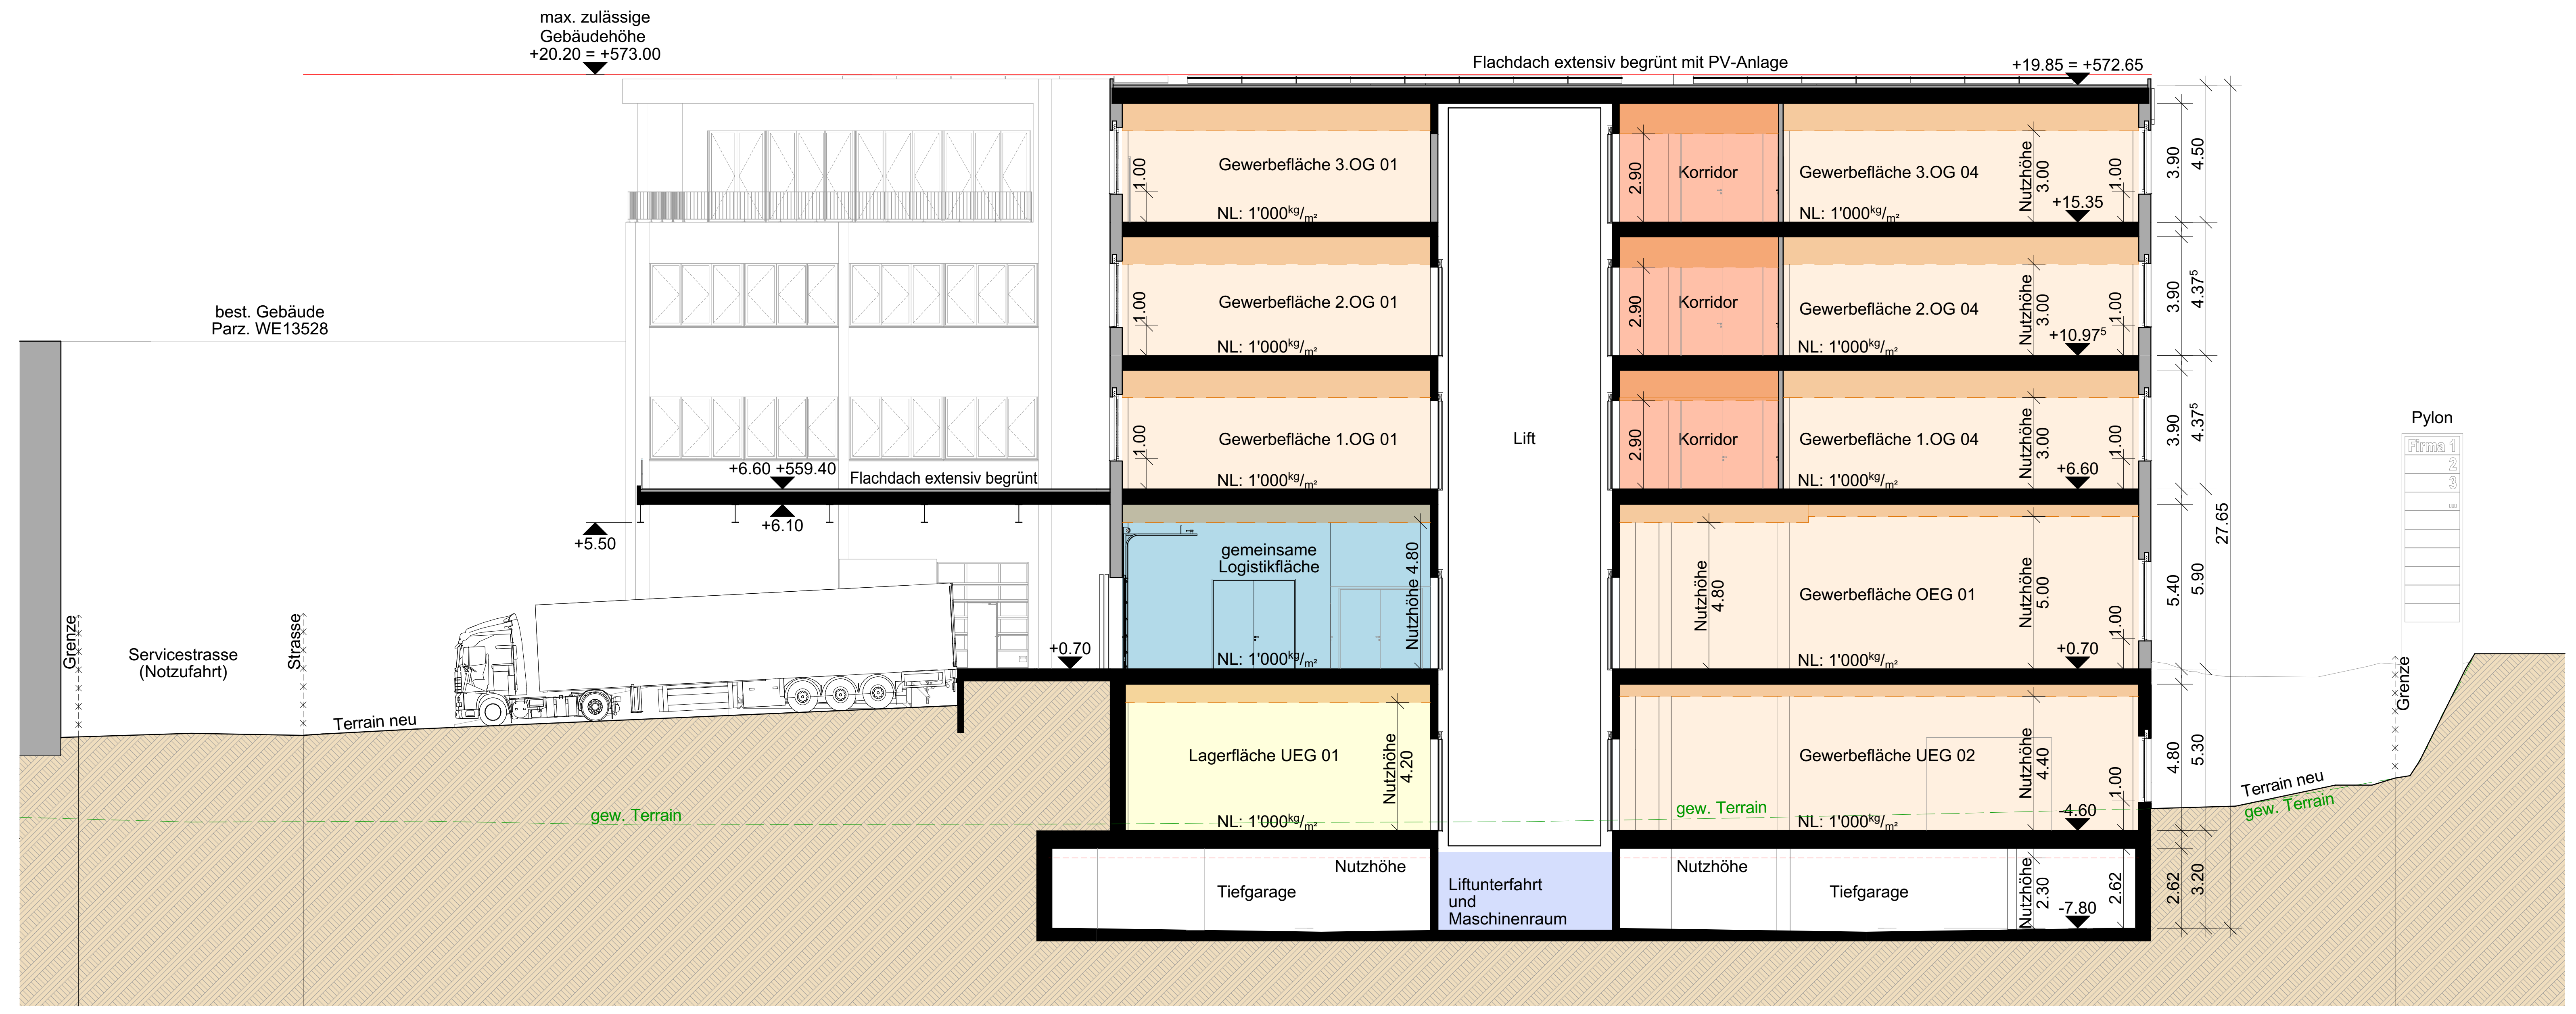 max. zulässige
Gebäudehöhe
+20.20 = +573.00
Flachdach extensiv begrünt mit PV-Anlage
+19.85 = +572.65
1.00
Gewerbefläche 3.OG 01
NL: 1'000kg/m²
2.90
Korridor
Gewerbefläche 3.OG 04
NL: 1'000kg/m²
Nutzhöhe
3.00
+15.35
1.00
3.90
4.50
best. Gebäude
Parz. WE13528
1.00
Gewerbefläche 2.OG 01
NL: 1'000kg/m²
2.90
Korridor
Gewerbefläche 2.OG 04
NL: 1'000kg/m²
Nutzhöhe
3.00
+10.97⁵
1.00
3.90
4.37⁵
+6.60 +559.40
Flachdach extensiv begrünt
1.00
Gewerbefläche 1.OG 01
NL: 1'000kg/m²
Lift
2.90
Korridor
Gewerbefläche 1.OG 04
NL: 1'000kg/m²
Nutzhöhe
3.00
+6.60
1.00
3.90
4.37⁵
27.65
Pylon
Firma 1
2
3
+5.50
+6.10
gemeinsame
Logistikfläche
Nutzhöhe 4.80
NL: 1'000kg/m²
Nutzhöhe
4.80
Gewerbefläche OEG 01
NL: 1'000kg/m²
Nutzhöhe
5.00
+0.70
1.00
5.40
5.90
Grenze
Servicestrasse
(Notzufahrt)
Strasse
+0.70
Grenze
Terrain neu
Lagerfläche UEG 01
Nutzhöhe
4.20
NL: 1'000kg/m²
Gewerbefläche UEG 02
NL: 1'000kg/m²
Nutzhöhe
4.40
-4.60
1.00
4.80
5.30
Terrain neu
gew. Terrain
gew. Terrain
gew. Terrain
Nutzhöhe
Tiefgarage
Liftunterfahrt
und
Maschinenraum
Nutzhöhe
Tiefgarage
Nutzhöhe
2.30
-7.80
2.62
2.62
3.20